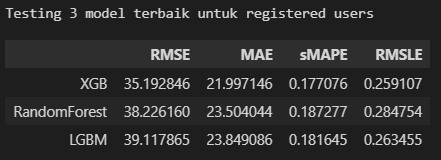 Testing 3 model terbaik untuk registered users
RMSE MAE sMAPE RMSLE
XGB 35.192846 21.997146 0.177076 0.259107
RandomForest 38.226160 23.504044 0.187277 0.284754
LGBM 39.117865 23.849086 0.181645 0.263455